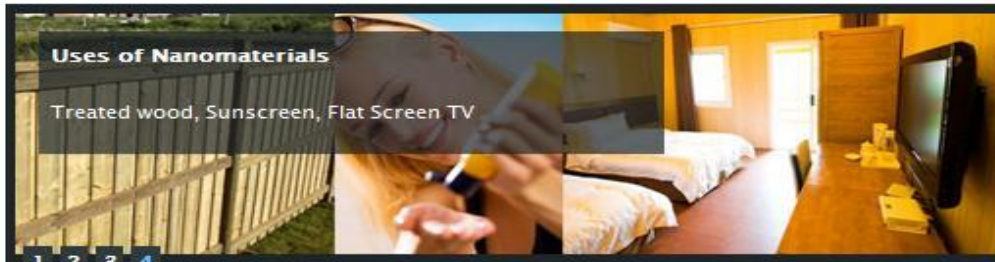 Uses of Nanomaterials
Treated wood, Sunscreen, Flat Screen TV
1 2 3 4